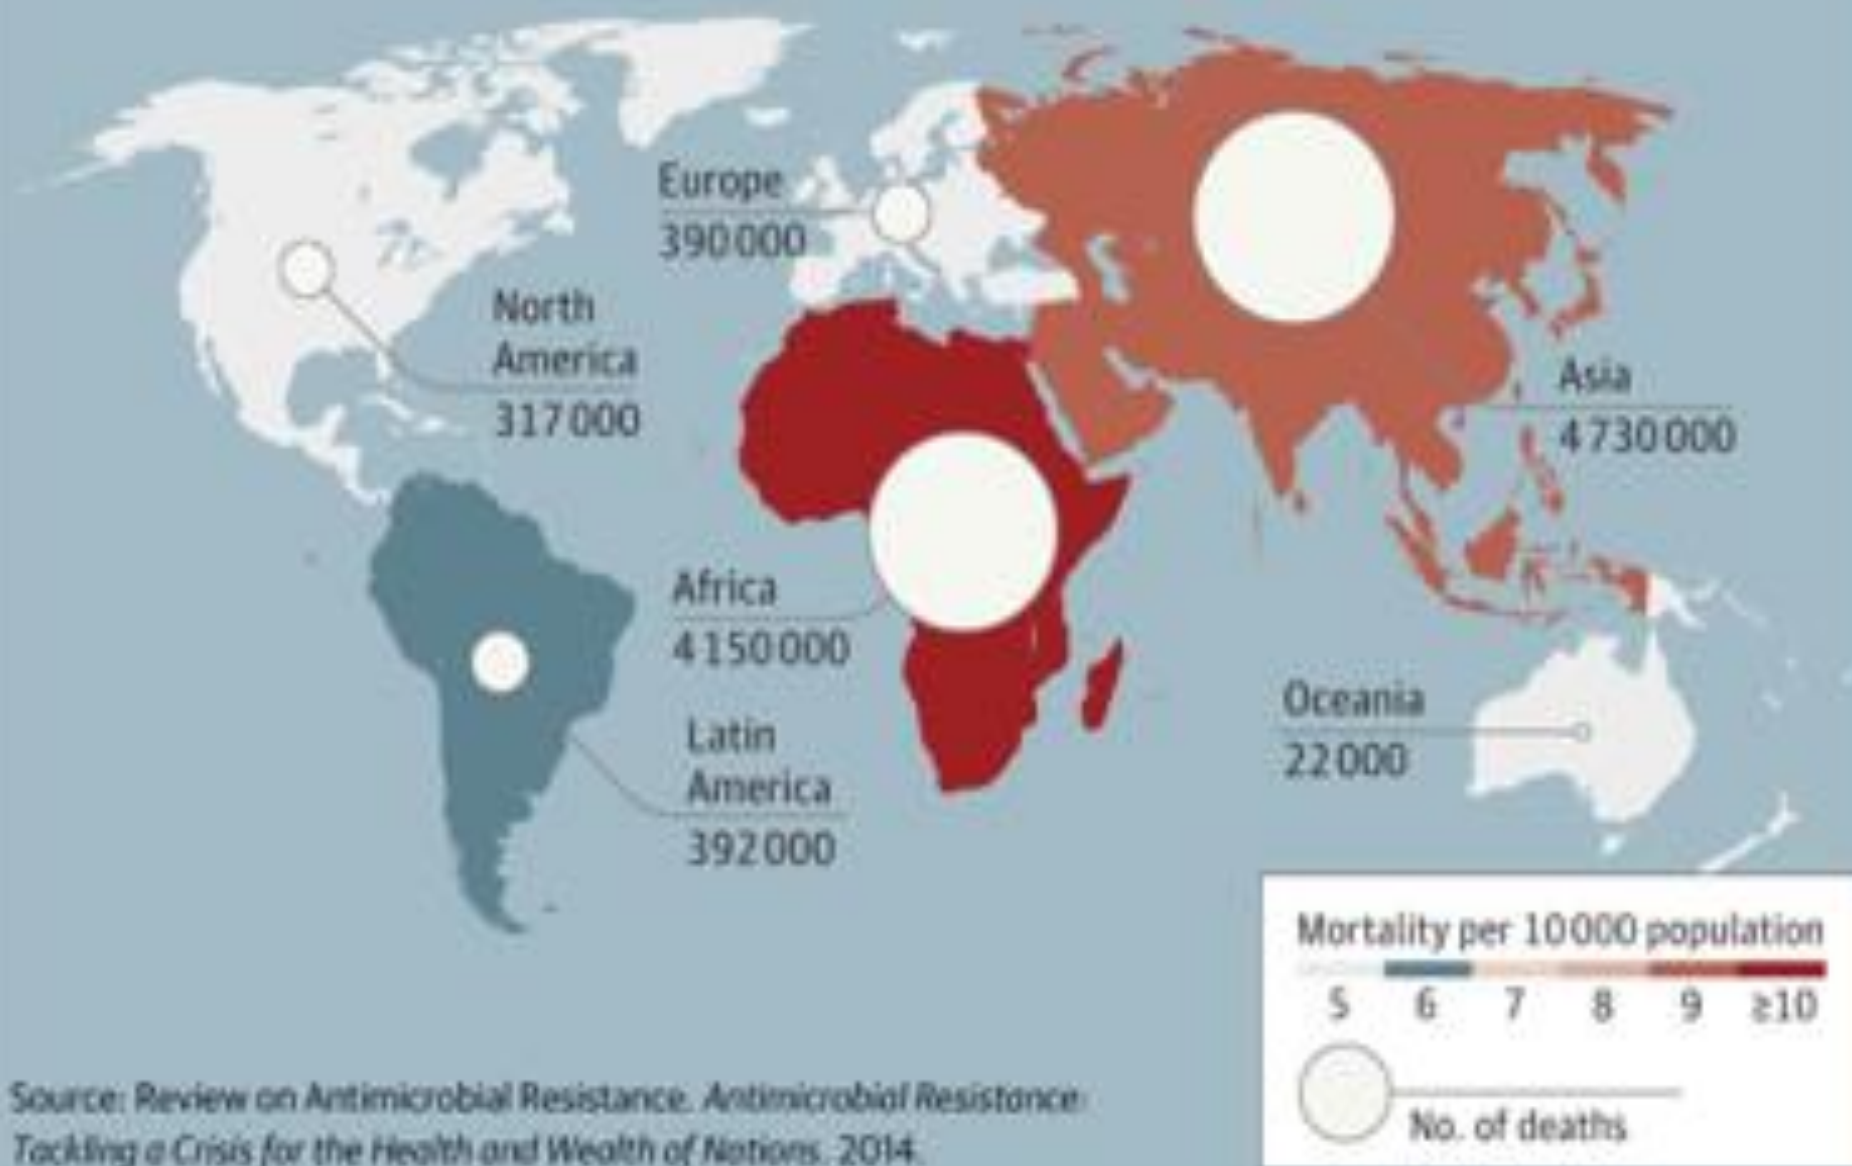 Europe
390 000
North
America
317 000
Asia
4 730 000
Africa
4 150 000
Latin
America
392 000
Oceania
22 000
Mortality per 10 000 population
5 6 7 8 9 ≥10
No. of deaths
Source: Review on Antimicrobial Resistance. Antimicrobial Resistance:
Tackling a Crisis for the Health and Wealth of Nations. 2014.